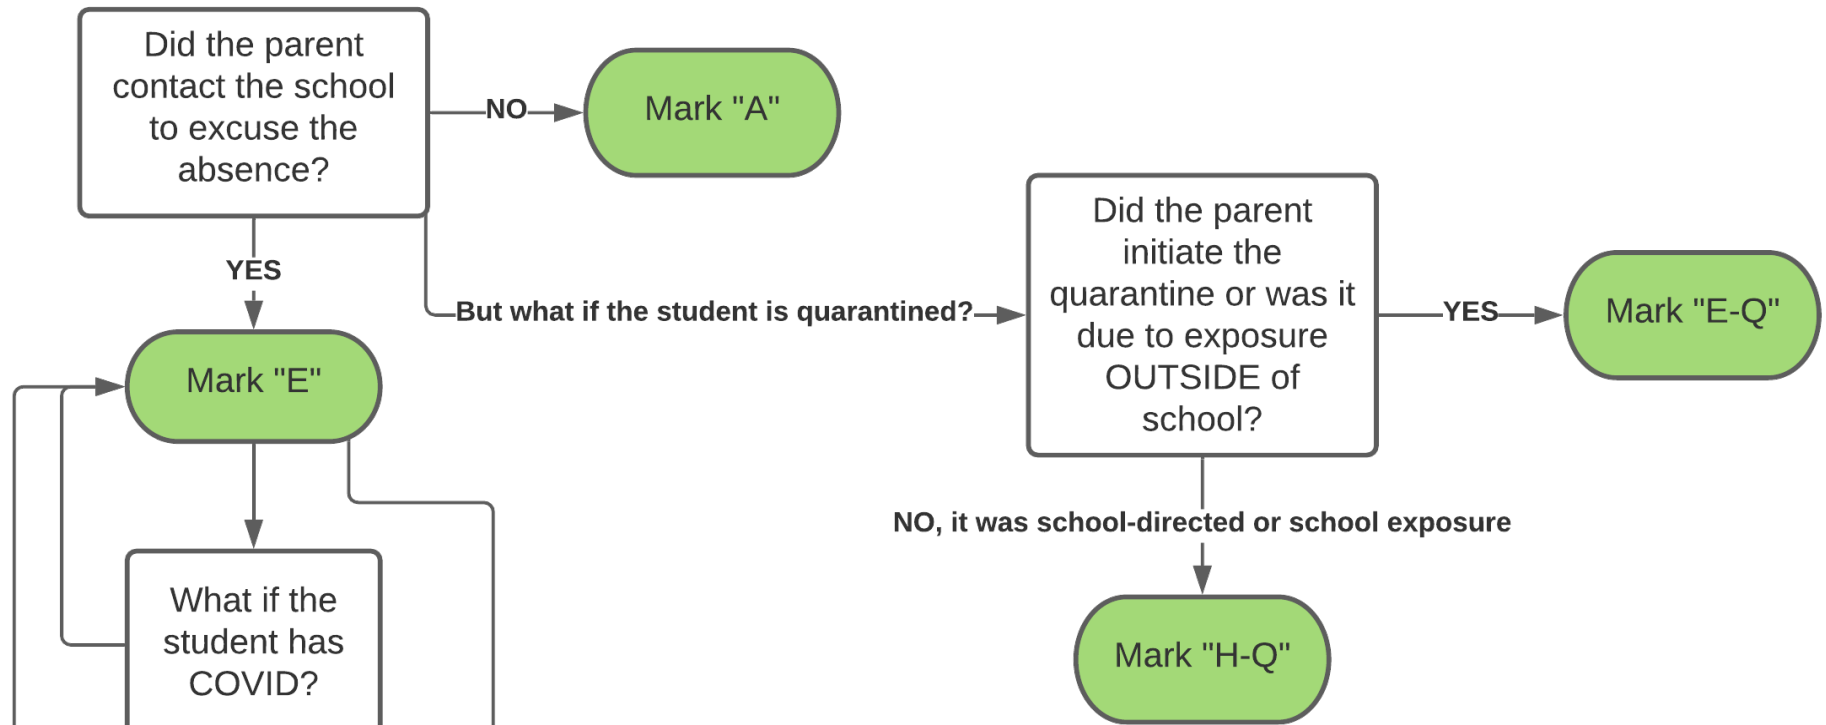 Did the parent
contact the school
to excuse the
absence?
NO
Mark "A"
YES
But what if the student is quarantined?
Did the parent
initiate the
quarantine or was it
due to exposure
OUTSIDE of
school?
YES
Mark "E-Q"
Mark "E"
NO, it was school-directed or school exposure
Mark "H-Q"
What if the
student has
COVID?